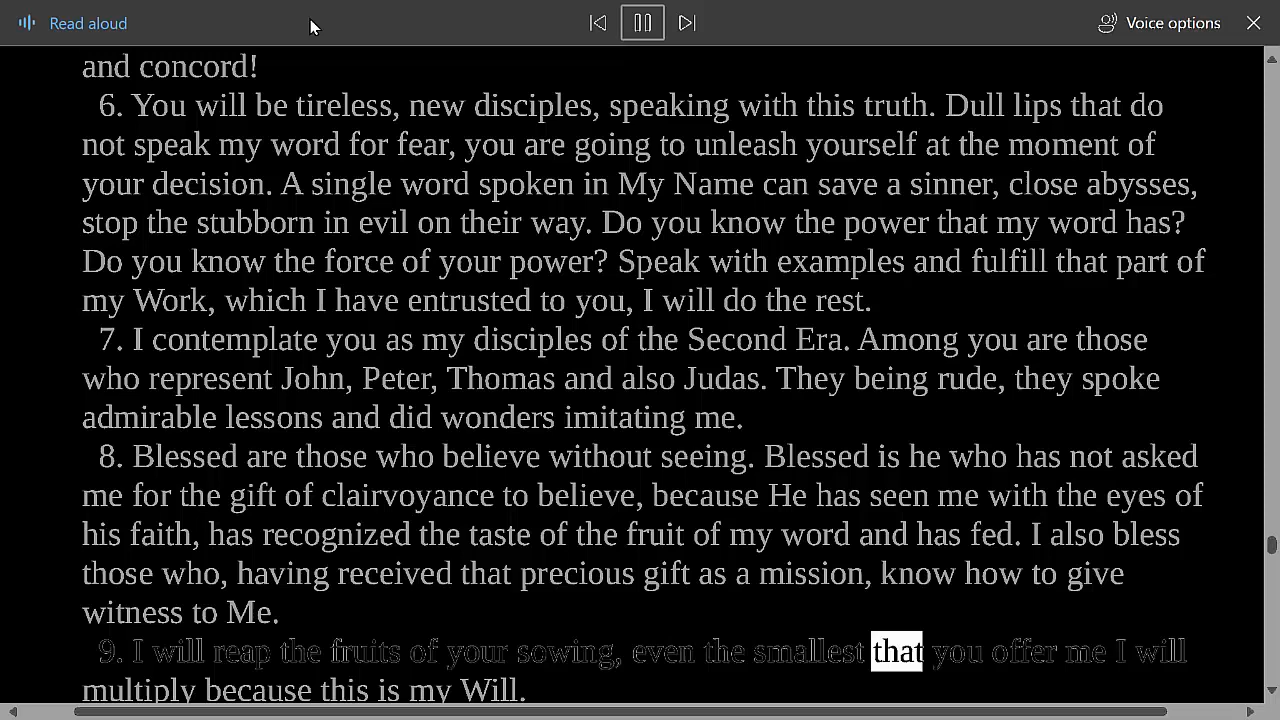 Read aloud
Voice options
and concord!
6. You will be tireless, new disciples, speaking with this truth. Dull lips that do
not speak my word for fear, you are going to unleash yourself at the moment of
your decision. A single word spoken in My Name can save a sinner, close abysses,
stop the stubborn in evil on their way. Do you know the power that my word has?
Do you know the force of your power? Speak with examples and fulfill that part of
my Work, which I have entrusted to you, I will do the rest.
7. I contemplate you as my disciples of the Second Era. Among you are those
who represent John, Peter, Thomas and also Judas. They being rude, they spoke
admirable lessons and did wonders imitating me.
8. Blessed are those who believe without seeing. Blessed is he who has not asked
me for the gift of clairvoyance to believe, because He has seen me with the eyes of
his faith, has recognized the taste of the fruit of my word and has fed. I also bless
those who, having received that precious gift as a mission, know how to give
witness to Me.
9. I will reap the fruits of your sowing, even the smallest that you offer me I will
multiply because this is my Will.